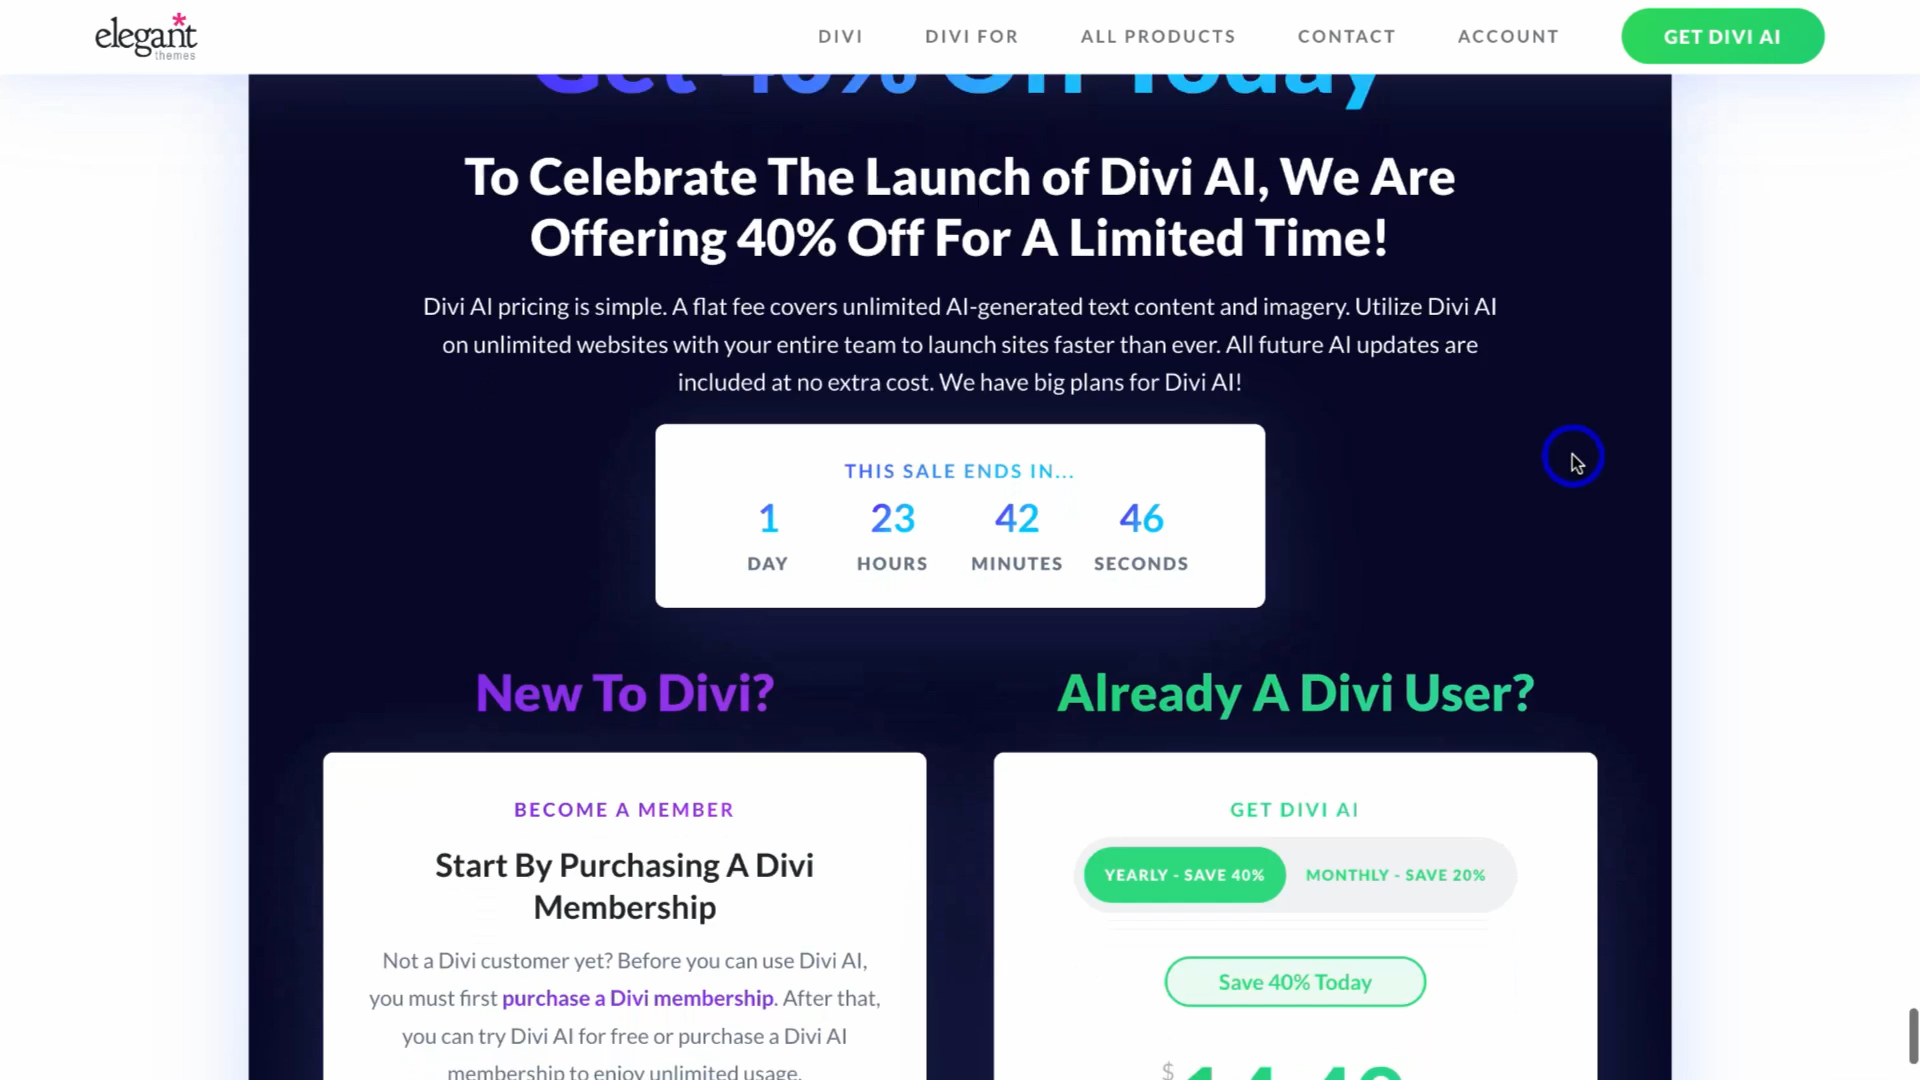 elegant
themes
DIVI
DIVI FOR
ALL PRODUCTS
CONTACT
ACCOUNT
GET DIVI AI
Get 40% Off Today
To Celebrate The Launch of Divi AI, We Are
Offering 40% Off For A Limited Time!
Divi AI pricing is simple. A flat fee covers unlimited AI-generated text content and imagery. Utilize Divi AI
on unlimited websites with your entire team to launch sites faster than ever. All future AI updates are
included at no extra cost. We have big plans for Divi AI!
THIS SALE ENDS IN...
1 23 42 46
DAY HOURS MINUTES SECONDS
New To Divi?
BECOME A MEMBER
Start By Purchasing A Divi
Membership
Not a Divi customer yet? Before you can use Divi AI,
you must first purchase a Divi membership. After that,
you can try Divi AI for free or purchase a Divi AI
membership to enjoy unlimited usage.
Already A Divi User?
GET DIVI AI
YEARLY - SAVE 40%
MONTHLY - SAVE 20%
Save 40% Today
$